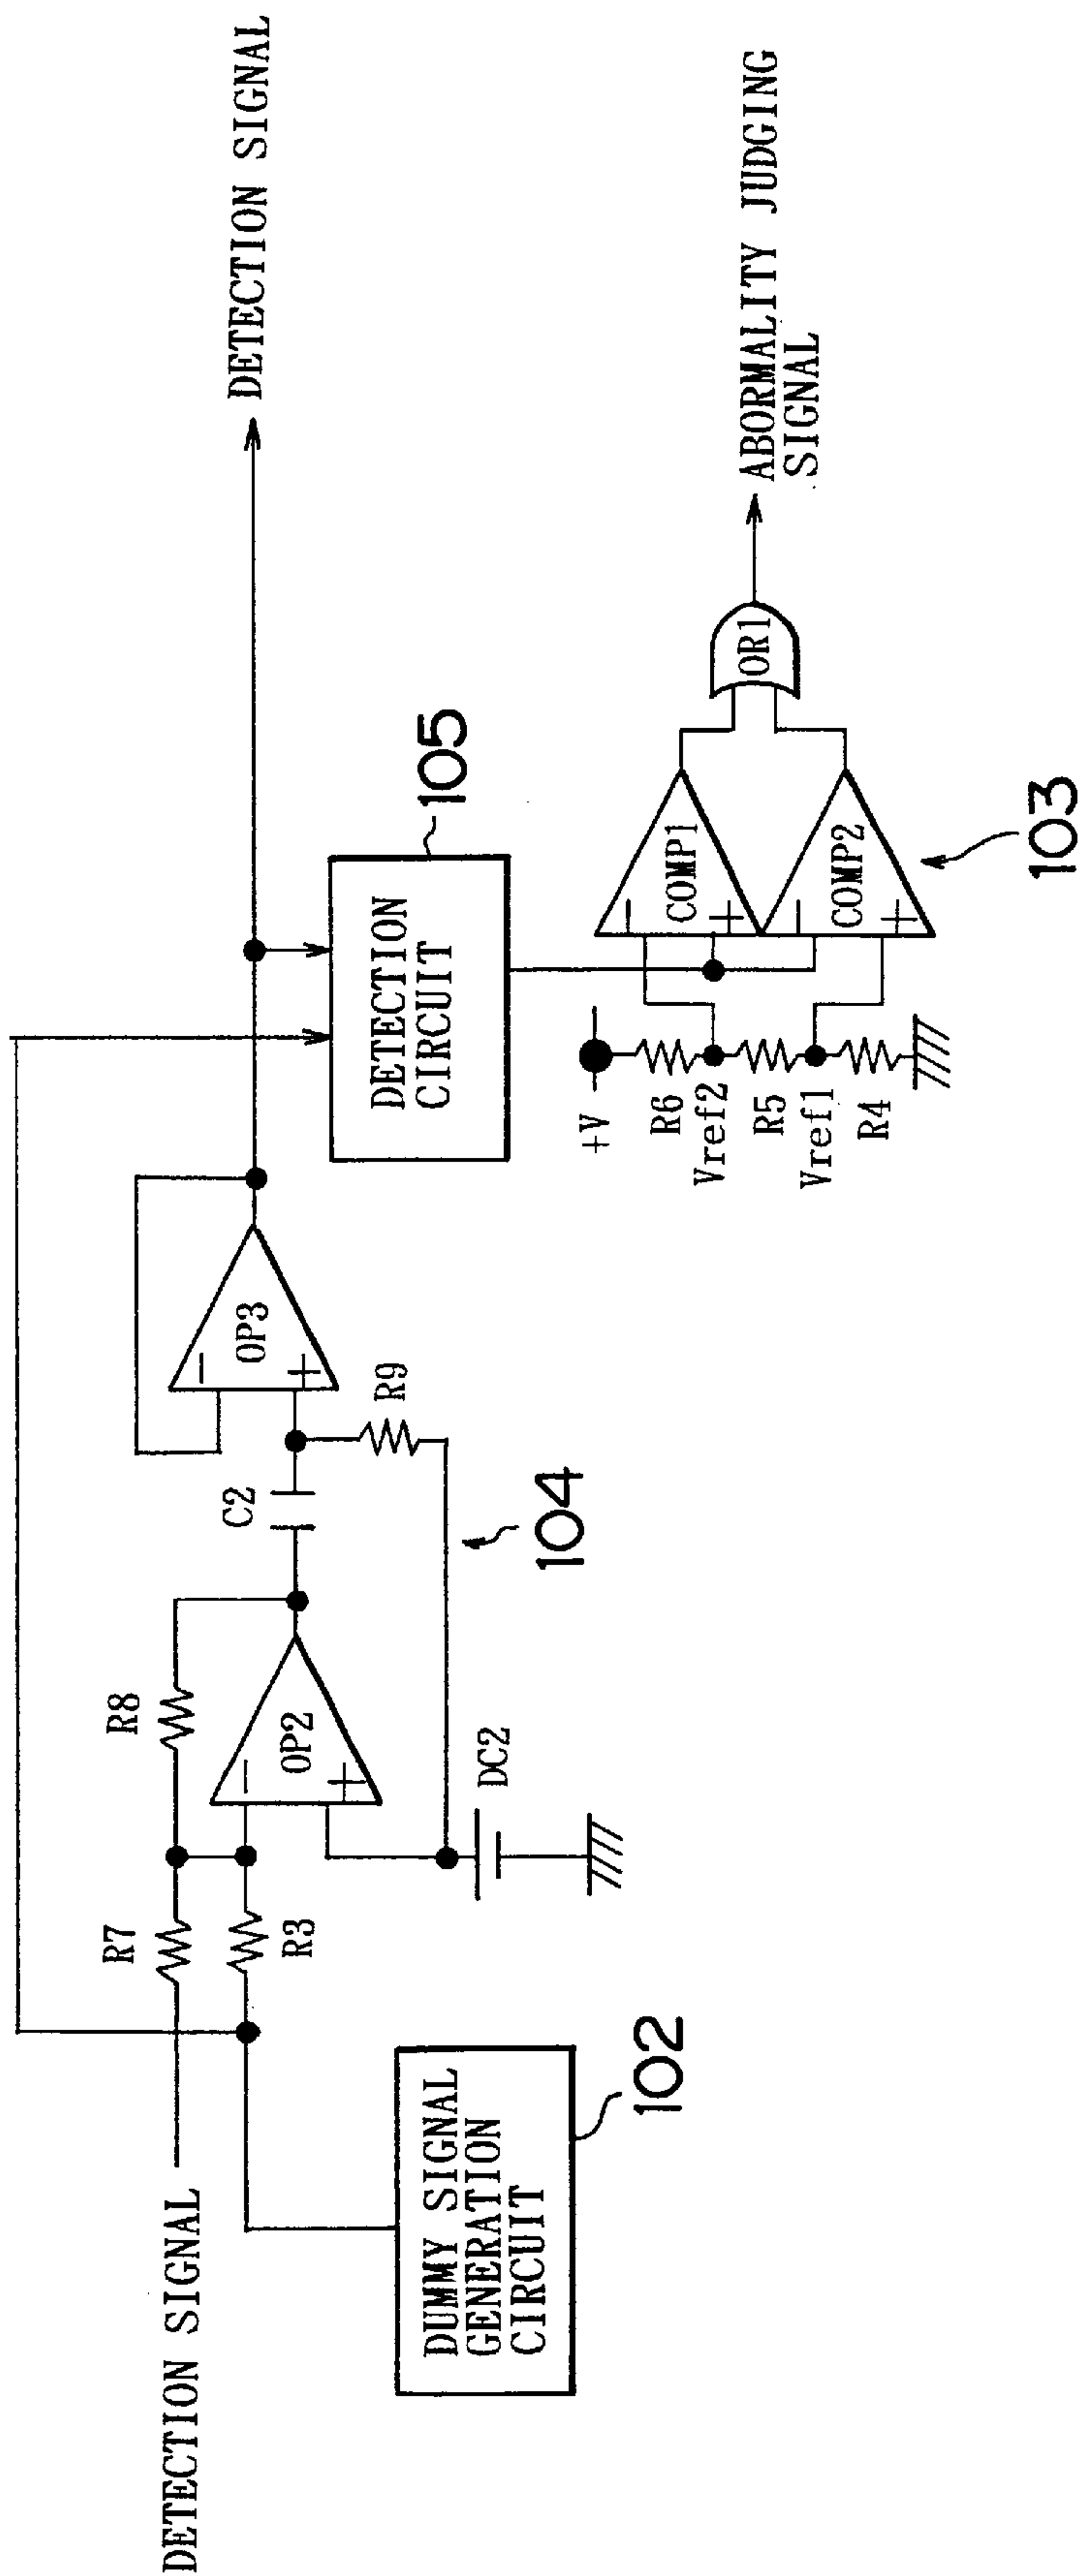 DETECTION SIGNAL
DUMMY SIGNAL
GENERATION
CIRCUIT
102
R7
R3
R8
OP2
DC2
104
C2
R9
OP3
DETECTION
CIRCUIT
105
+V
R6
Vref2
R5
Vref1
R4
COMP1
COMP2
103
OR1
DETECTION SIGNAL
ABORMALITY JUDGING
SIGNAL